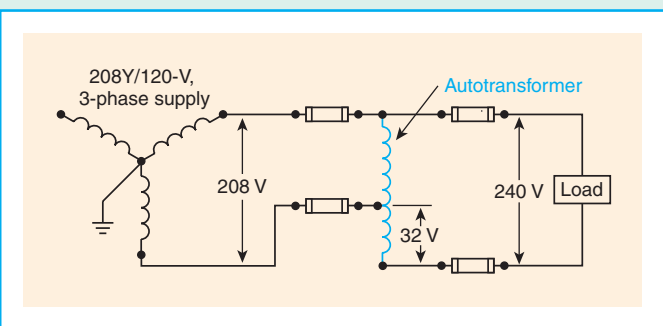 208Y/120-V,
3-phase supply
Autotransformer
208 V
240 V
Load
32 V